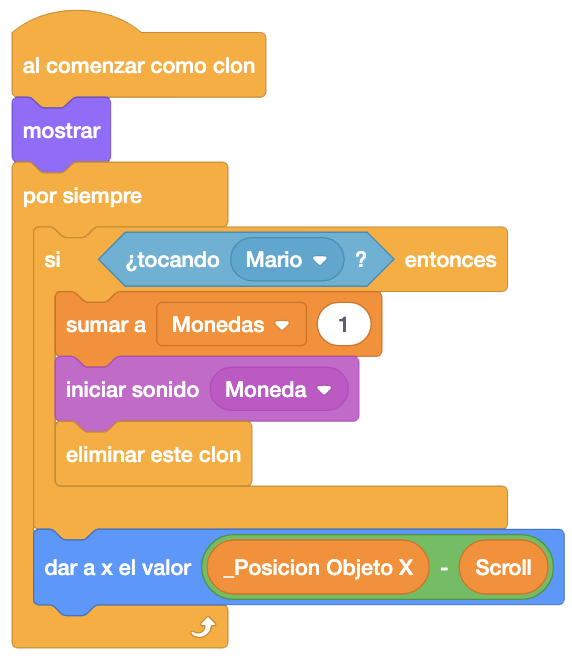 al comenzar como clon
mostrar
por siempre
si ¿tocando Mario ? entonces
sumar a Monedas 1
iniciar sonido Moneda
eliminar este clon
dar a x el valor _Posicion Objeto X - Scroll